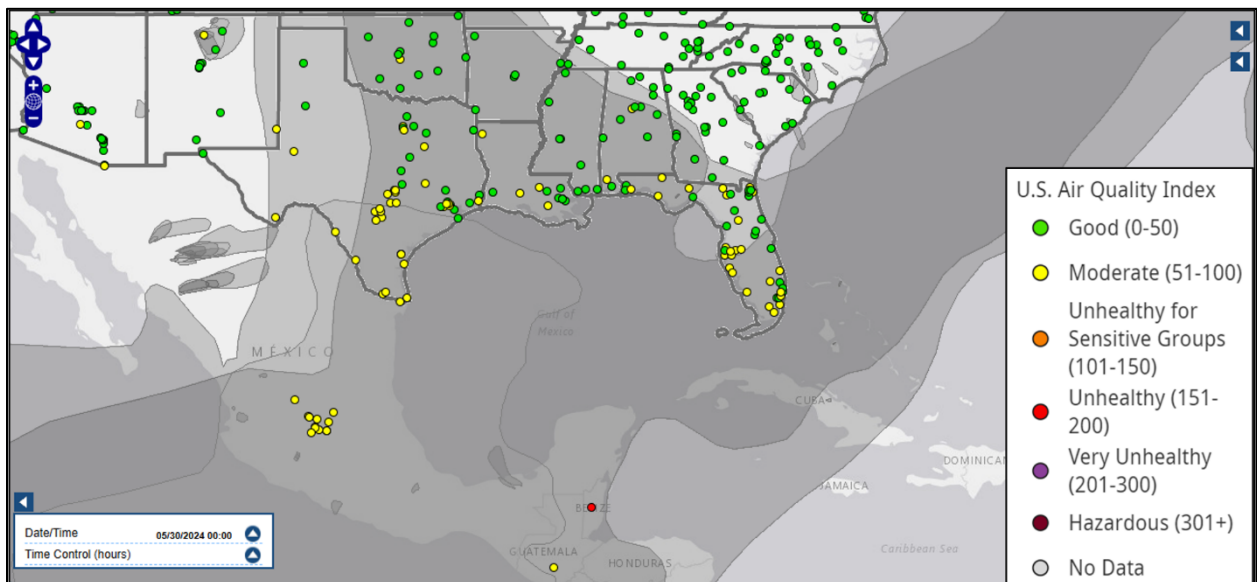 U.S. Air Quality Index
Good (0-50)
Moderate (51-100)
Unhealthy for
Sensitive Groups
(101-150)
Unhealthy (151-
200)
Very Unhealthy
(201-300)
Hazardous (301+)
No Data
Gulf of
Mexico
MÉXICO
CUBA
DOMINICAN
JAMAICA
GUATEMALA
HONDURAS
Caribbean Sea
Date/Time 05/30/2024 00:00
Time Control (hours)